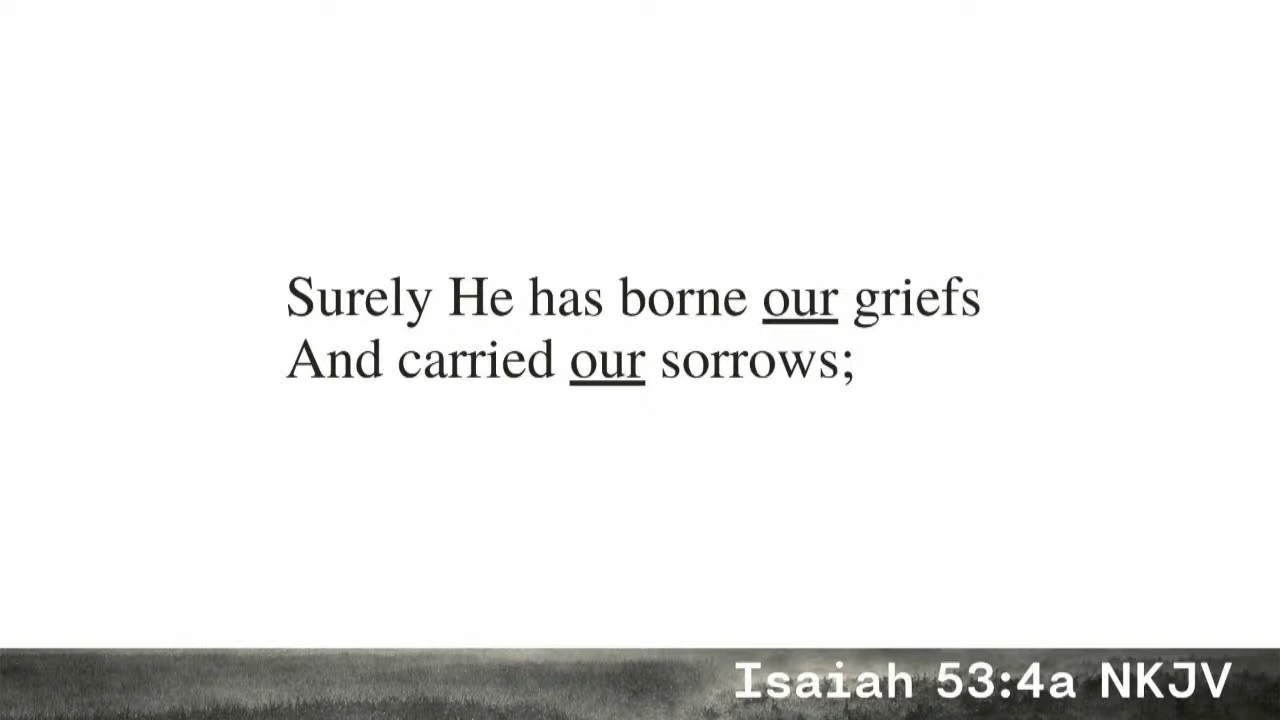 Surely He has borne our griefs
And carried our sorrows;
Isaiah 53:4a NKJV